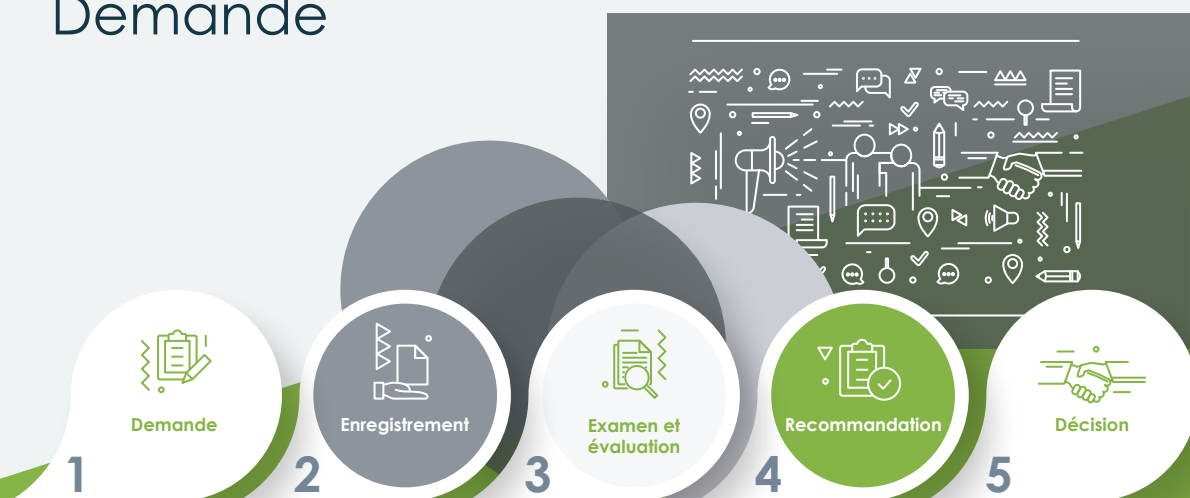 Demande
Demande
Enregistrement
Examen et
évaluation
Recommandation
Décision
1
2
3
4
5